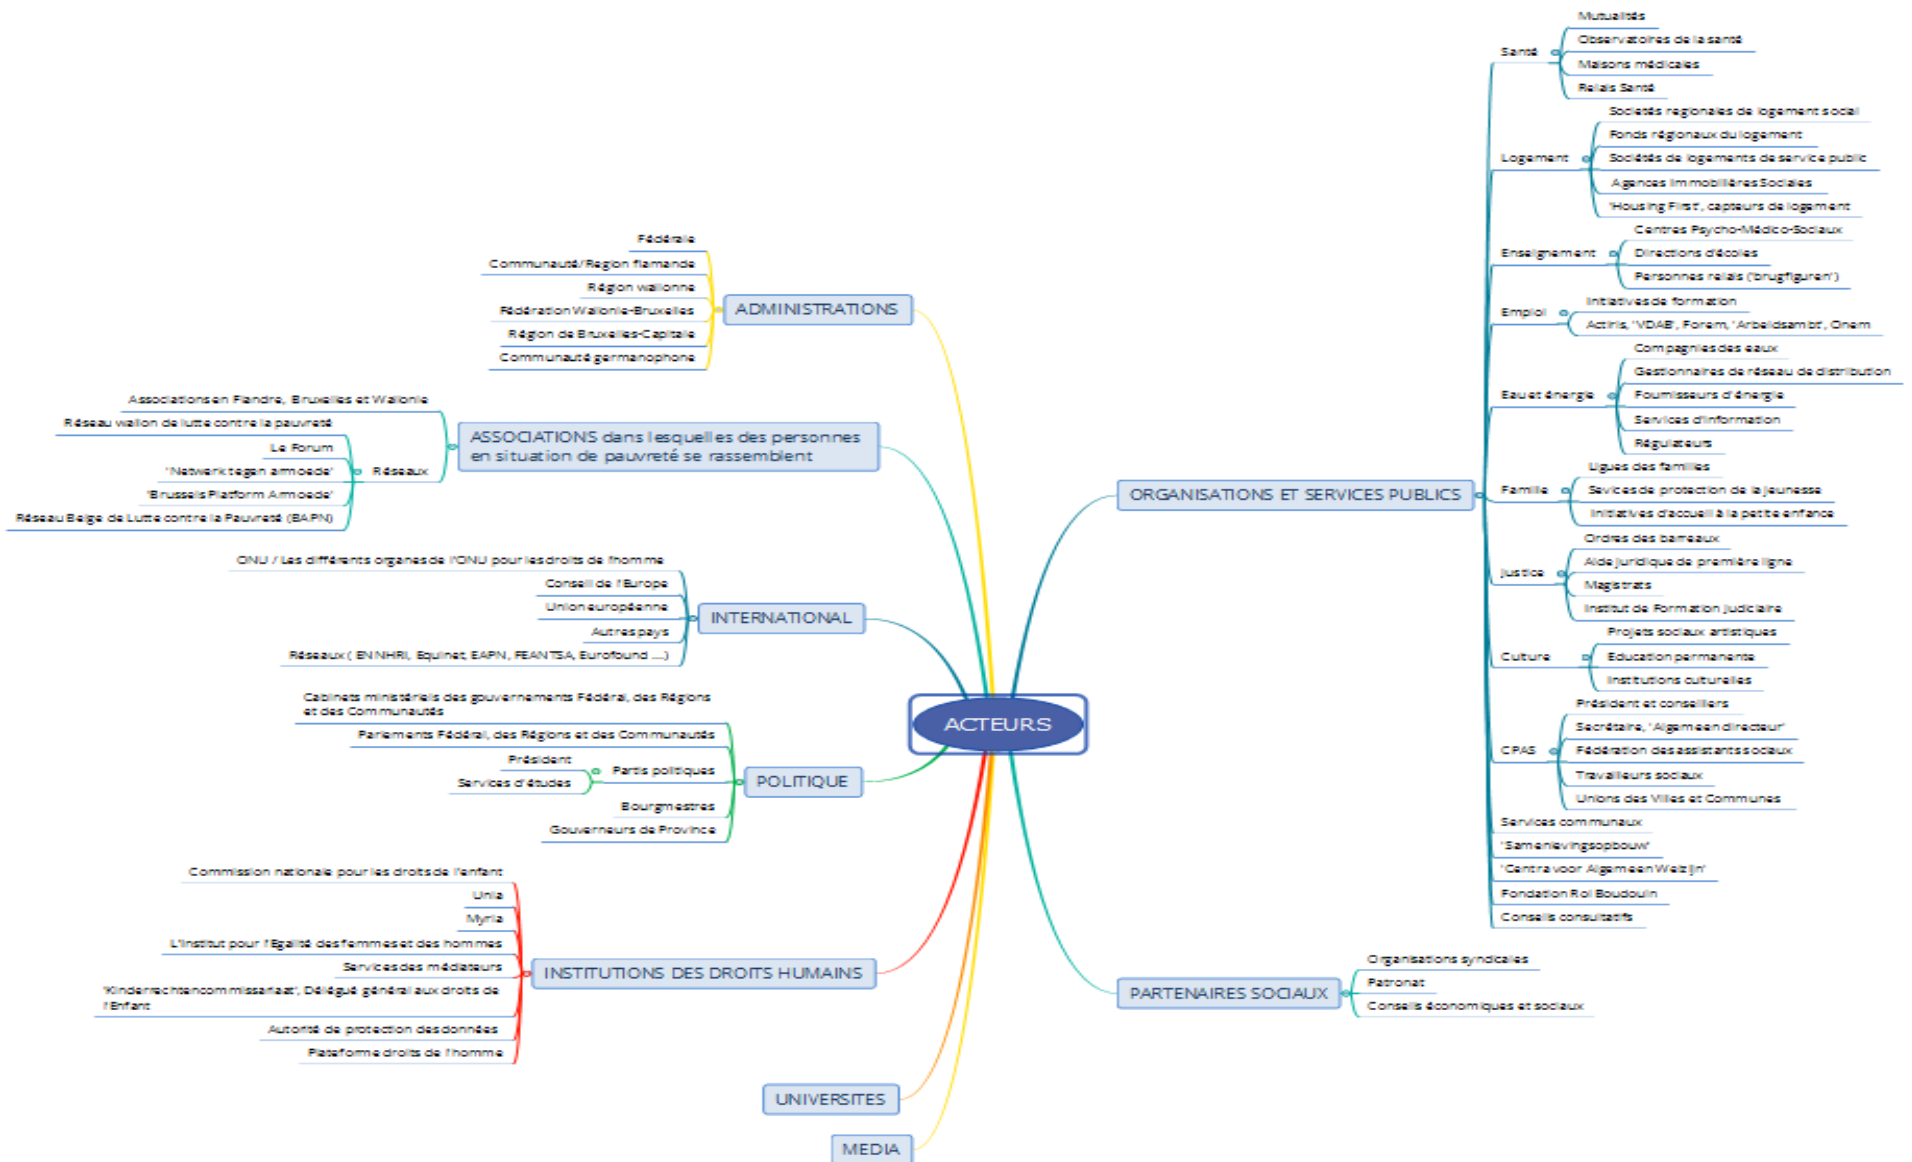 ACTEURS
ADMINISTRATIONS
Fédérale
Communauté/Region flamande
Région wallonne
Fédération Wallonie-Bruxelles
Région de Bruxelles-Capitale
Communauté germanophone
ASSOCIATIONS dans lesquelles des personnes
en situation de pauvreté se rassemblent
Associations en Flandre, Bruxelles et Wallonie
Réseaux
Réseau wallon de lutte contre la pauvreté
Le Forum
'Netwerk tegen armoede'
'Brussels Platform Armoede'
Réseau Belge de Lutte contre la Pauvreté (BAPN)
INTERNATIONAL
ONU / Les différents organes de l'ONU pour les droits de l'homme
Conseil de l'Europe
Union européenne
Autres pays
Réseaux ( ENNHRI, Equinet, EAPN, FEANTSA, Eurofound ....)
POLITIQUE
Cabinets ministériels des gouvernements Fédéral, des Régions
et des Communautés
Parlements Fédéral, des Régions et des Communautés
Partis politiques
Président
Services d'études
Bourgmestres
Gouverneurs de Province
INSTITUTIONS DES DROITS HUMAINS
Commission nationale pour les droits de l'enfant
Unia
Myria
L'Institut pour l'Egalité des femmes et des hommes
Services des médiateurs
'Kinderrechtencommissariaat', Délégué général aux droits de
l'Enfant
Autorité de protection des données
Plateforme droits de l'homme
UNIVERSITES
MEDIA
ORGANISATIONS ET SERVICES PUBLICS
Santé
Mutualités
Observatoires de la santé
Maisons médicales
Relais Santé
Logement
Societés regionales de logement social
Fonds régionaux du logement
Sociétés de logements de service public
Agences Immobilières Sociales
'Housing First', capteurs de logement
Enseignement
Centres Psycho-Médico-Sociaux
Directions d'écoles
Personnes relais ('brugfiguren')
Emploi
Initiatives de formation
Actiris, 'VDAB', Forem, 'Arbeidsambt', Onem
Eau et énergie
Compagnies des eaux
Gestionnaires de réseau de distribution
Fournisseurs d'énergie
Services d'information
Régulateurs
Famille
Ligues des familles
Sevices de protection de la jeunesse
Initiatives d'accueil à la petite enfance
Justice
Ordres des barreaux
Aide juridique de première ligne
Magistrats
Institut de Formation Judiciaire
Culture
Projets sociaux artistiques
Education permanente
Institutions culturelles
CPAS
Président et conseillers
Secrétaire, 'Algemeen directeur'
Fédération des assistants sociaux
Travailleurs sociaux
Unions des Villes et Communes
Services communaux
'Samenlevingsopbouw'
'Centra voor Algemeen Welzijn'
Fondation Roi Boudouin
Conseils consultatifs
PARTENAIRES SOCIAUX
Organisations syndicales
Patronat
Conseils économiques et sociaux